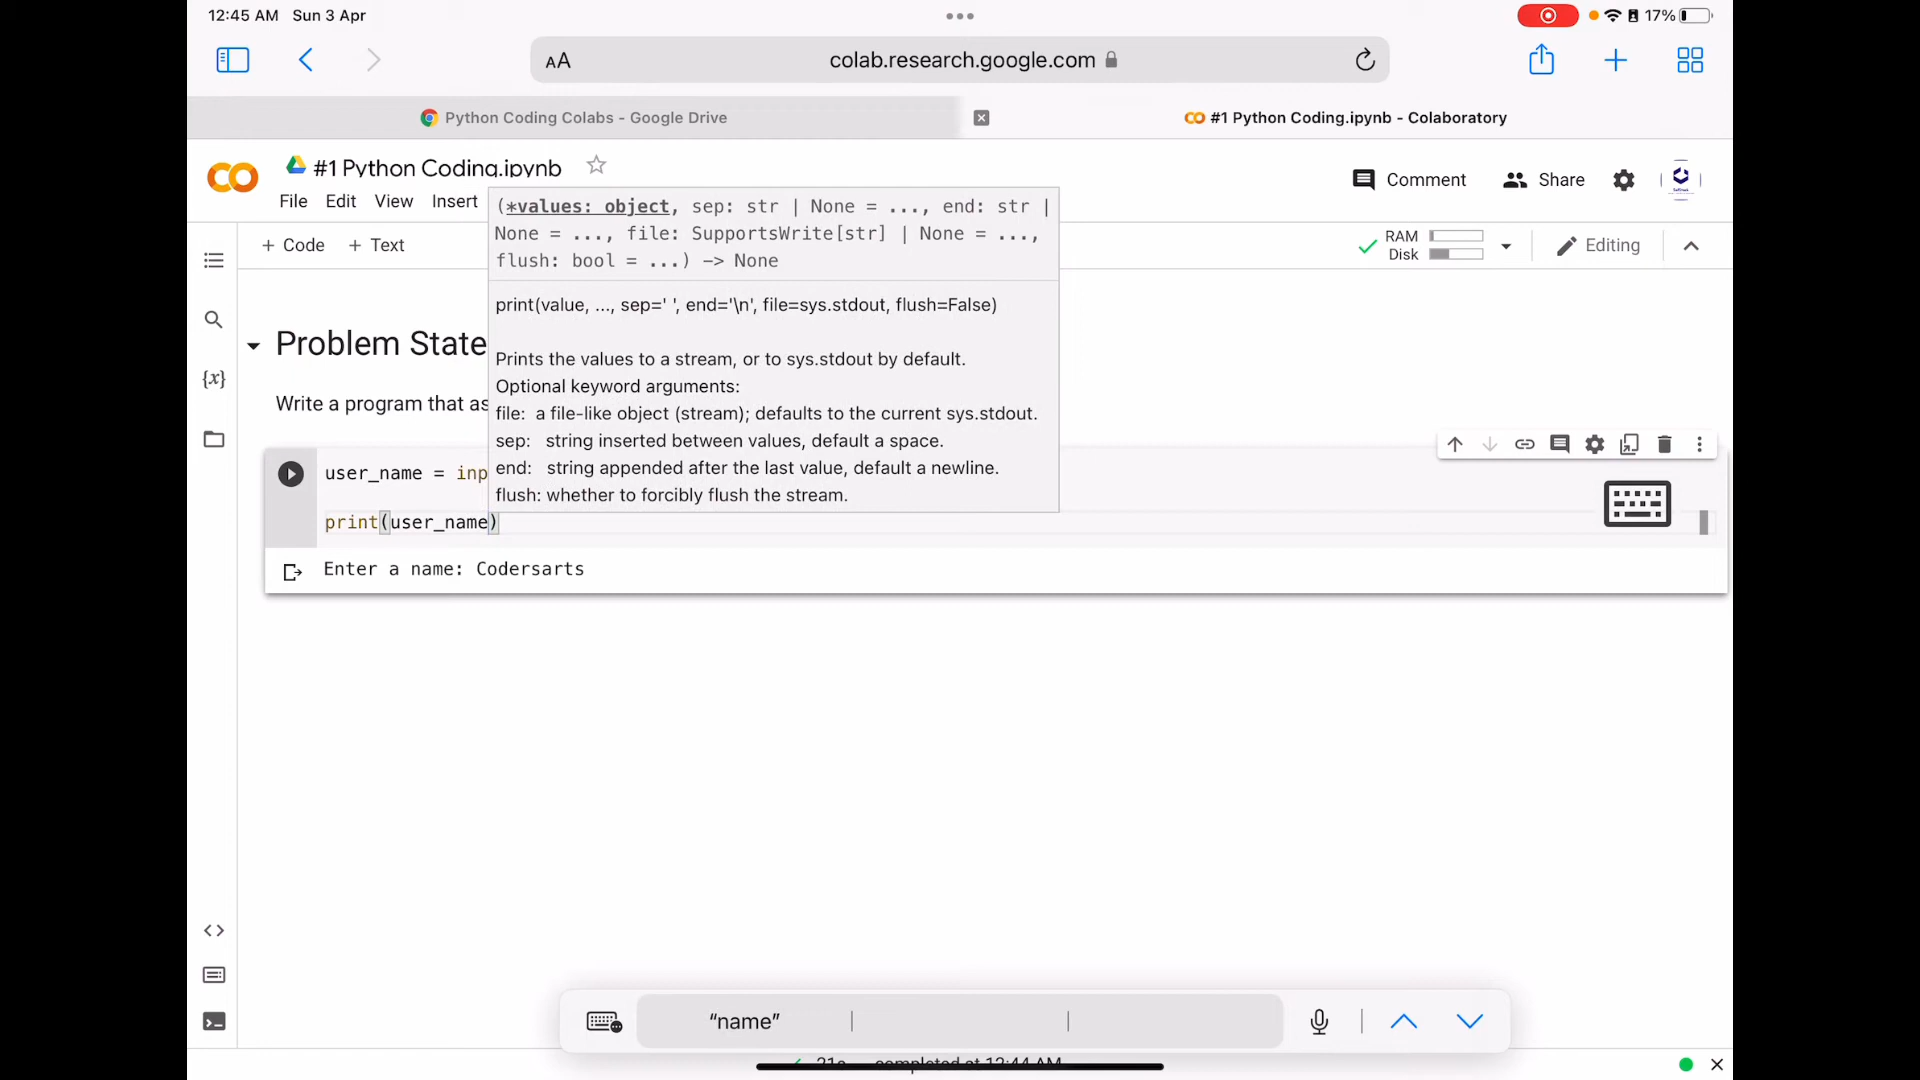 12:45 AM Sun 3 Apr
17%
AA colab.research.google.com
Python Coding Colabs - Google Drive
#1 Python Coding.ipynb - Colaboratory
#1 Python Coding.ipynb
Comment Share
File Edit View Insert
(*values: object, sep: str | None = ..., end: str |
None = ..., file: SupportsWrite[str] | None = ...,
flush: bool = ...) -> None
+ Code + Text
RAM
Disk
Editing
print(value, ..., sep=' ', end='\n', file=sys.stdout, flush=False)
Problem State
Prints the values to a stream, or to sys.stdout by default.
Optional keyword arguments:
Write a program that as
file: a file-like object (stream); defaults to the current sys.stdout.
sep: string inserted between values, default a space.
end: string appended after the last value, default a newline.
flush: whether to forcibly flush the stream.
user_name = inp
print(user_name)
Enter a name: Codersarts
“name”
21s completed at 12:44 AM